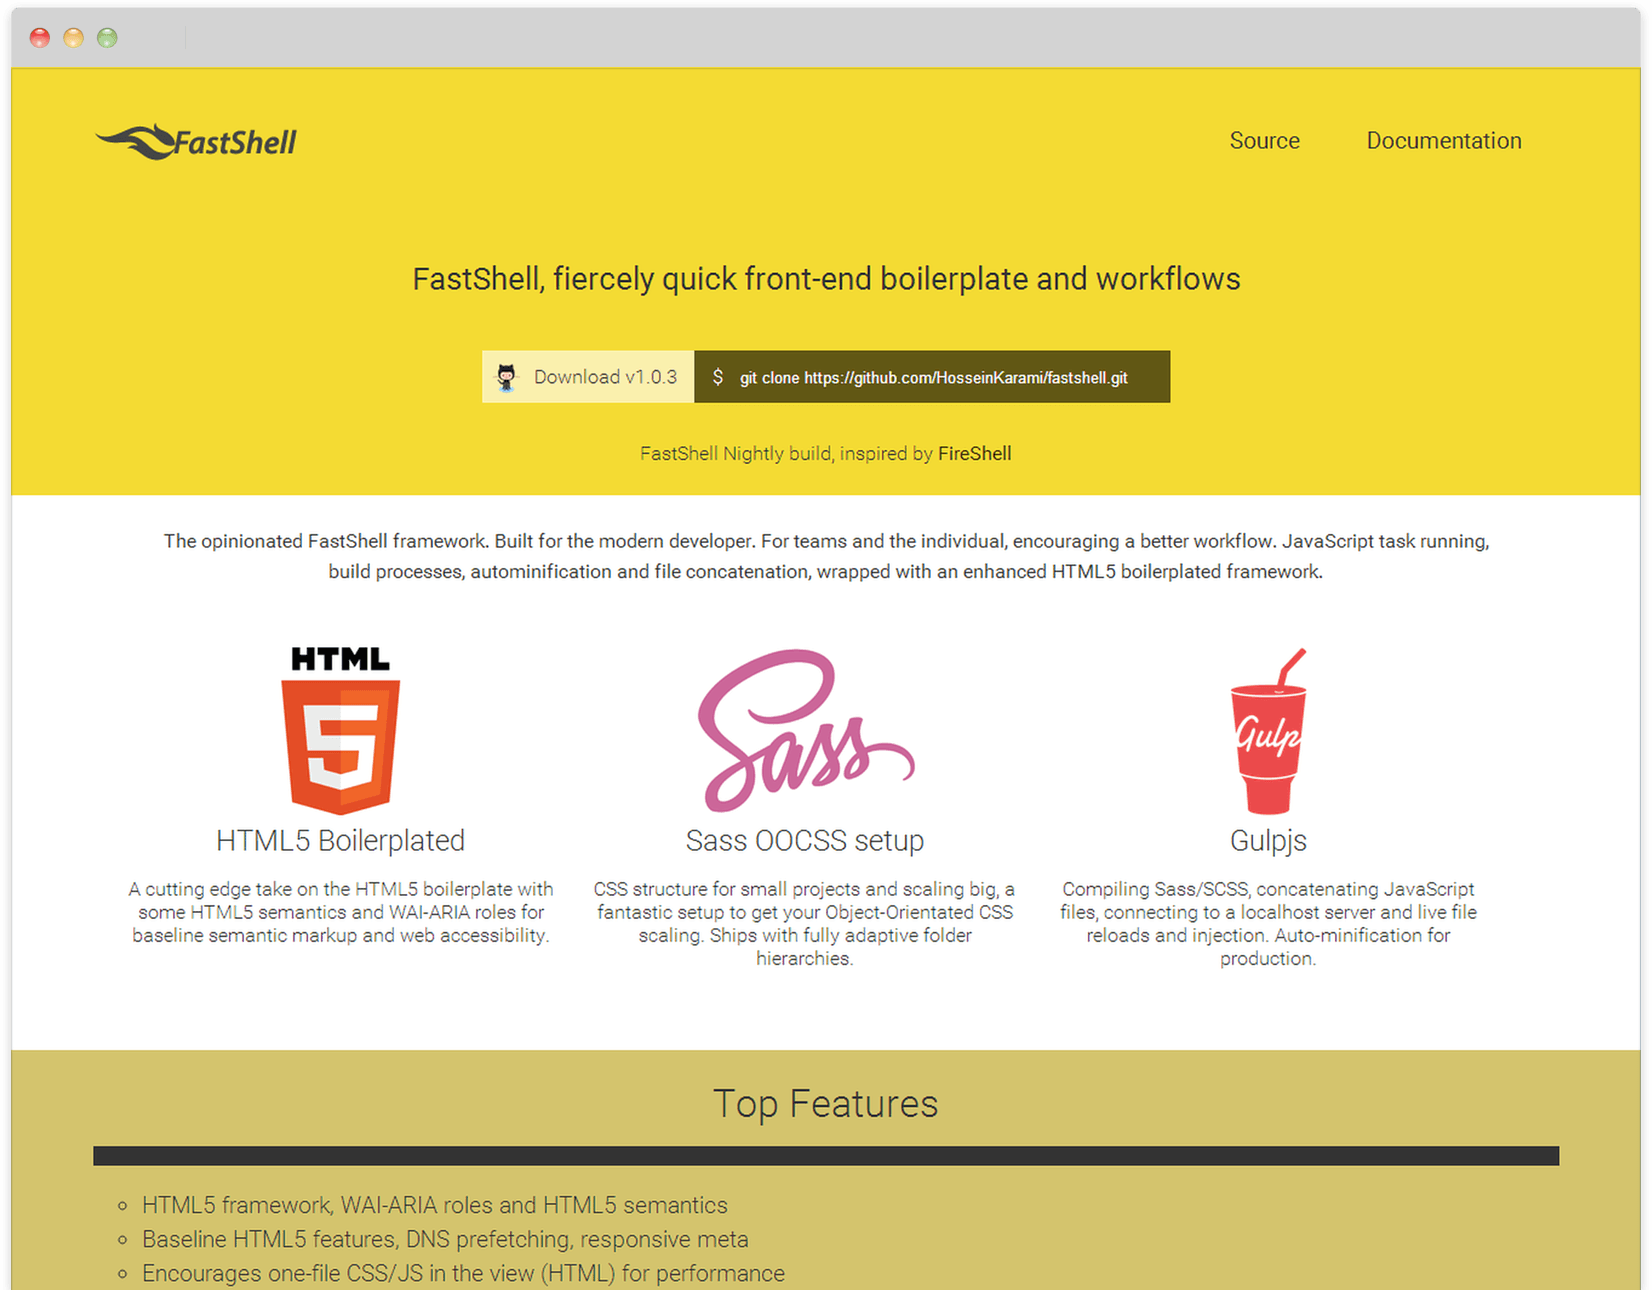 FastShell
Source
Documentation
FastShell, fiercely quick front-end boilerplate and workflows
Download v1.0.3
$ git clone https://github.com/HosseinKarami/fastshell.git
FastShell Nightly build, inspired by FireShell
The opinionated FastShell framework. Built for the modern developer. For teams and the individual, encouraging a better workflow. JavaScript task running,
build processes, autominification and file concatenation, wrapped with an enhanced HTML5 boilerplated framework.
HTML
5
HTML5 Boilerplated
A cutting edge take on the HTML5 boilerplate with
some HTML5 semantics and WAI-ARIA roles for
baseline semantic markup and web accessibility.
Sass
Sass OOCSS setup
CSS structure for small projects and scaling big, a
fantastic setup to get your Object-Orientated CSS
scaling. Ships with fully adaptive folder
hierarchies.
Gulp
Gulpjs
Compiling Sass/SCSS, concatenating JavaScript
files, connecting to a localhost server and live file
reloads and injection. Auto-minification for
production.
Top Features
HTML5 framework, WAI-ARIA roles and HTML5 semantics
Baseline HTML5 features, DNS prefetching, responsive meta
Encourages one-file CSS/JS in the view (HTML) for performance